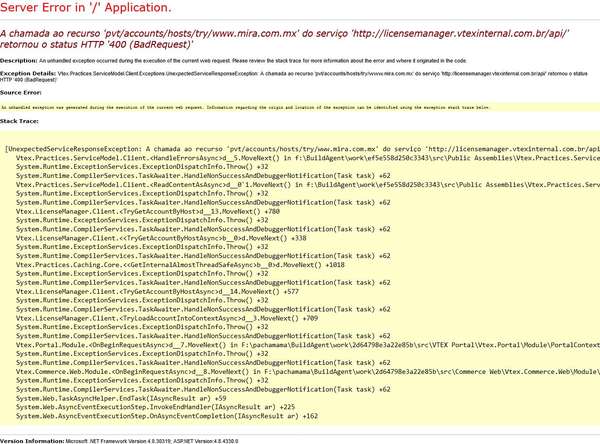 Server Error in '/' Application.
A chamada ao recurso 'pvt/accounts/hosts/try/www.mira.com.mx' do serviço 'http://licensemanager.vtexinternal.com.br/api/'
retornou o status HTTP '400 (BadRequest)'
Description: An unhandled exception occurred during the execution of the current web request. Please review the stack trace for more information about the error and where it originated in the code.
Exception Details: Vtex.Practices.ServiceModel.Client.Exceptions.UnexpectedServiceResponseException: A chamada ao recurso 'pvt/accounts/hosts/try/www.mira.com.mx' do serviço 'http://licensemanager.vtexinternal.com.br/api/' retornou o status
HTTP '400 (BadRequest)'
Source Error:
An unhandled exception was generated during the execution of the current web request. Information regarding the origin and location of the exception can be identified using the exception stack trace below.
Stack Trace:
[UnexpectedServiceResponseException: A chamada ao recurso 'pvt/accounts/hosts/try/www.mira.com.mx' do serviço 'http://licensemanager.vtexinternal.com.br/api
Vtex.Practices.ServiceModel.Client.<HandleErrorsAsync>d__5.MoveNext() in f:\BuildAgent\work\ef5e558d250c3343\src\Public Assemblies\Vtex.Practices.Service
System.Runtime.ExceptionServices.ExceptionDispatchInfo.Throw() +32
System.Runtime.CompilerServices.TaskAwaiter.HandleNonSuccessAndDebuggerNotification(Task task) +62
Vtex.Practices.ServiceModel.Client.<ReadContentAsAsync>d__0`1.MoveNext() in f:\BuildAgent\work\ef5e558d250c3343\src\Public Assemblies\Vtex.Practices.Serv
System.Runtime.ExceptionServices.ExceptionDispatchInfo.Throw() +32
System.Runtime.CompilerServices.TaskAwaiter.HandleNonSuccessAndDebuggerNotification(Task task) +62
Vtex.LicenseManager.Client.<TryGetAccountByHost>d__13.MoveNext() +780
System.Runtime.ExceptionServices.ExceptionDispatchInfo.Throw() +32
Vtex.LicenseManager.Client.<<TryGetAccountByHostAsync>b__0>d.MoveNext() +338
System.Runtime.ExceptionServices.ExceptionDispatchInfo.Throw() +32
System.Runtime.CompilerServices.TaskAwaiter.HandleNonSuccessAndDebuggerNotification(Task task) +62
Vtex.Practices.Caching.Core.<<GetInternalAlmostThreadSafeAsync>b__0>d.MoveNext() +1018
System.Runtime.ExceptionServices.ExceptionDispatchInfo.Throw() +32
System.Runtime.CompilerServices.TaskAwaiter.HandleNonSuccessAndDebuggerNotification(Task task) +62
Vtex.LicenseManager.Client.<TryGetAccountByHostAsync>d__14.MoveNext() +577
System.Runtime.ExceptionServices.ExceptionDispatchInfo.Throw() +32
System.Runtime.CompilerServices.TaskAwaiter.HandleNonSuccessAndDebuggerNotification(Task task) +62
Vtex.LicenseManager.Client.<TryLoadAccountIntoContextAsync>d__3.MoveNext() +709
System.Runtime.ExceptionServices.ExceptionDispatchInfo.Throw() +32
System.Runtime.CompilerServices.TaskAwaiter.HandleNonSuccessAndDebuggerNotification(Task task) +62
Vtex.Portal.Module.<OnBeginRequestAsync>d__7.MoveNext() in F:\pachamama\BuildAgent\work\2d64798e3a22e85b\src\VTEX Portal\Vtex.Portal\Module\PortalContext
System.Runtime.ExceptionServices.ExceptionDispatchInfo.Throw() +32
System.Runtime.CompilerServices.TaskAwaiter.HandleNonSuccessAndDebuggerNotification(Task task) +62
Vtex.Commerce.Web.Module.<OnBeginRequestAsync>d__8.MoveNext() in F:\pachamama\BuildAgent\work\2d64798e3a22e85b\src\Commerce Web\Vtex.Commerce.Web\Module\
System.Runtime.ExceptionServices.ExceptionDispatchInfo.Throw() +32
System.Runtime.CompilerServices.TaskAwaiter.HandleNonSuccessAndDebuggerNotification(Task task) +62
System.Web.TaskAsyncHelper.EndTask(IAsyncResult ar) +59
System.Web.AsyncEventExecutionStep.InvokeEndHandler(IAsyncResult ar) +225
System.Web.AsyncEventExecutionStep.OnAsyncEventCompletion(IAsyncResult ar) +162
Version Information: Microsoft .NET Framework Version:4.0.30319; ASP.NET Version:4.8.4330.0